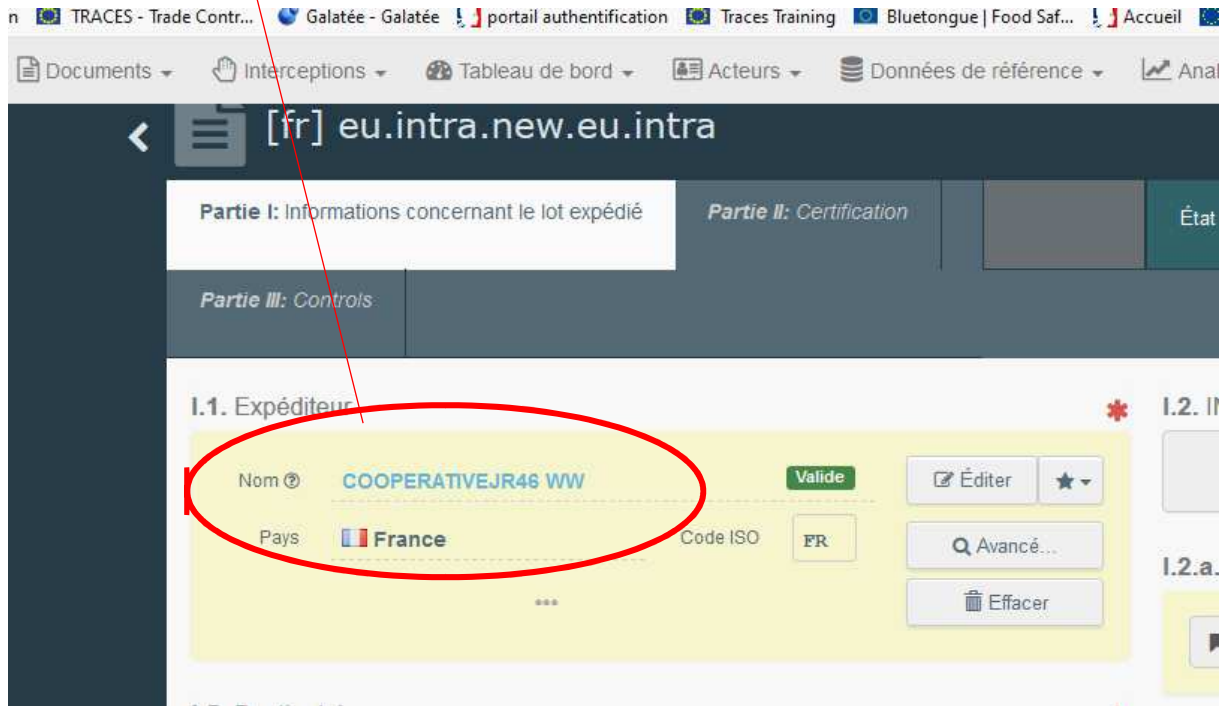 n TRACES - Trade Contr... Galatée - Galatée portail authentification Traces Training Bluetongue | Food Saf... Accueil
Documents Interceptions Tableau de bord Acteurs Données de référence Anal
[fr] eu.intra.new.eu.intra
Partie I: Informations concernant le lot expédié Partie II: Certification État
Partie III: Controls
I.1. Expéditeur * I.2. IN
Nom COOPERATIVEJR46 WW Valide Éditer
Pays France Code ISO FR Avancé...
I.2.a.
••• Effacer